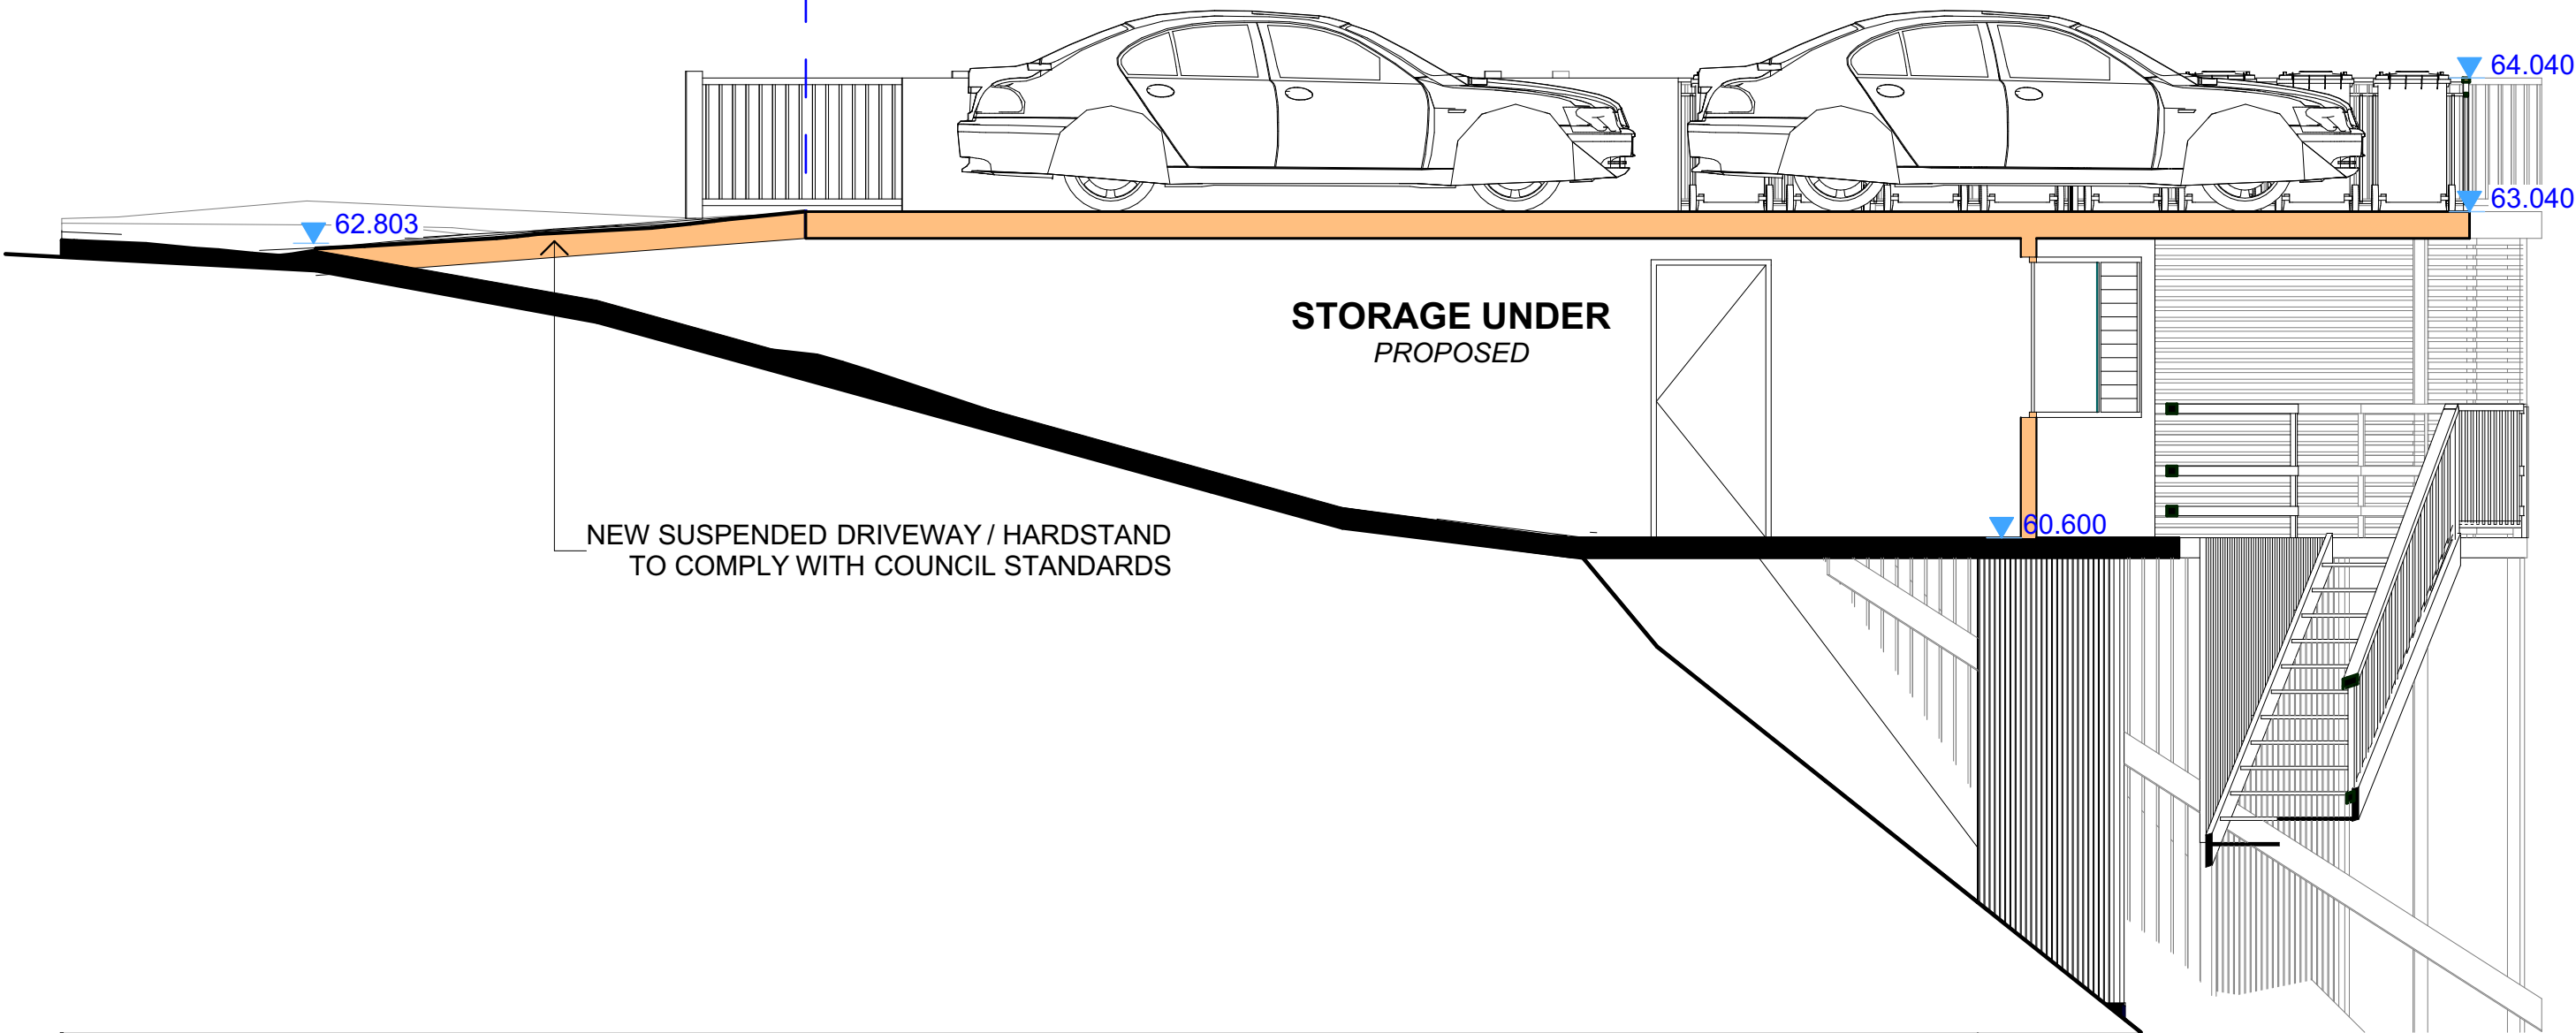 64.040
63.040
62.803
STORAGE UNDER
PROPOSED
60.600
NEW SUSPENDED DRIVEWAY / HARDSTAND
TO COMPLY WITH COUNCIL STANDARDS